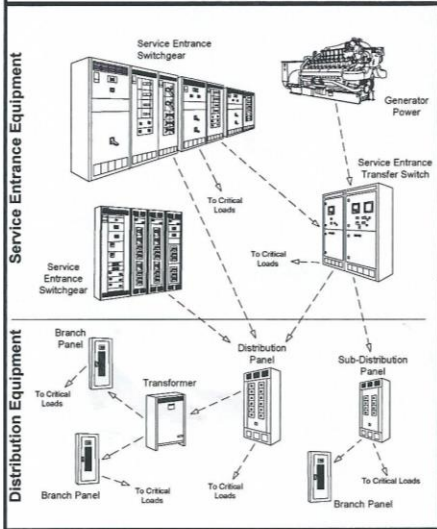 Service Entrance Equipment
Service Entrance
Switchgear
Generator
Power
Service Entrance
Transfer Switch
To Critical
Loads
To Critical
Loads
Service
Entrance
Switchgear
Distribution Equipment
Branch
Panel
Distribution
Panel
Sub-Distribution
Panel
Transformer
To Critical
Loads
Branch Panel
To Critical
Loads
To Critical
Loads
To Critical Loads
Branch Panel